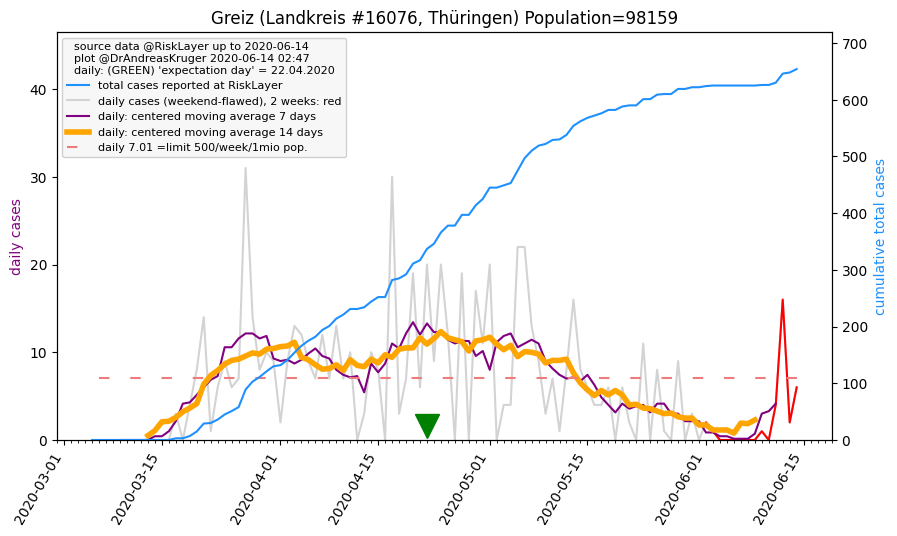 Greiz (Landkreis #16076, Thüringen) Population=98159
source data @RiskLayer up to 2020-06-14
plot @DrAndreasKruger 2020-06-14 02:47
daily: (GREEN) 'expectation day' = 22.04.2020
total cases reported at RiskLayer
daily cases (weekend-flawed), 2 weeks: red
daily: centered moving average 7 days
daily: centered moving average 14 days
daily 7.01 =limit 500/week/1mio pop.
daily cases
0
10
20
30
40
cumulative total cases
0
100
200
300
400
500
600
700
2020-03-01
2020-03-15
2020-04-01
2020-04-15
2020-05-01
2020-05-15
2020-06-01
2020-06-15